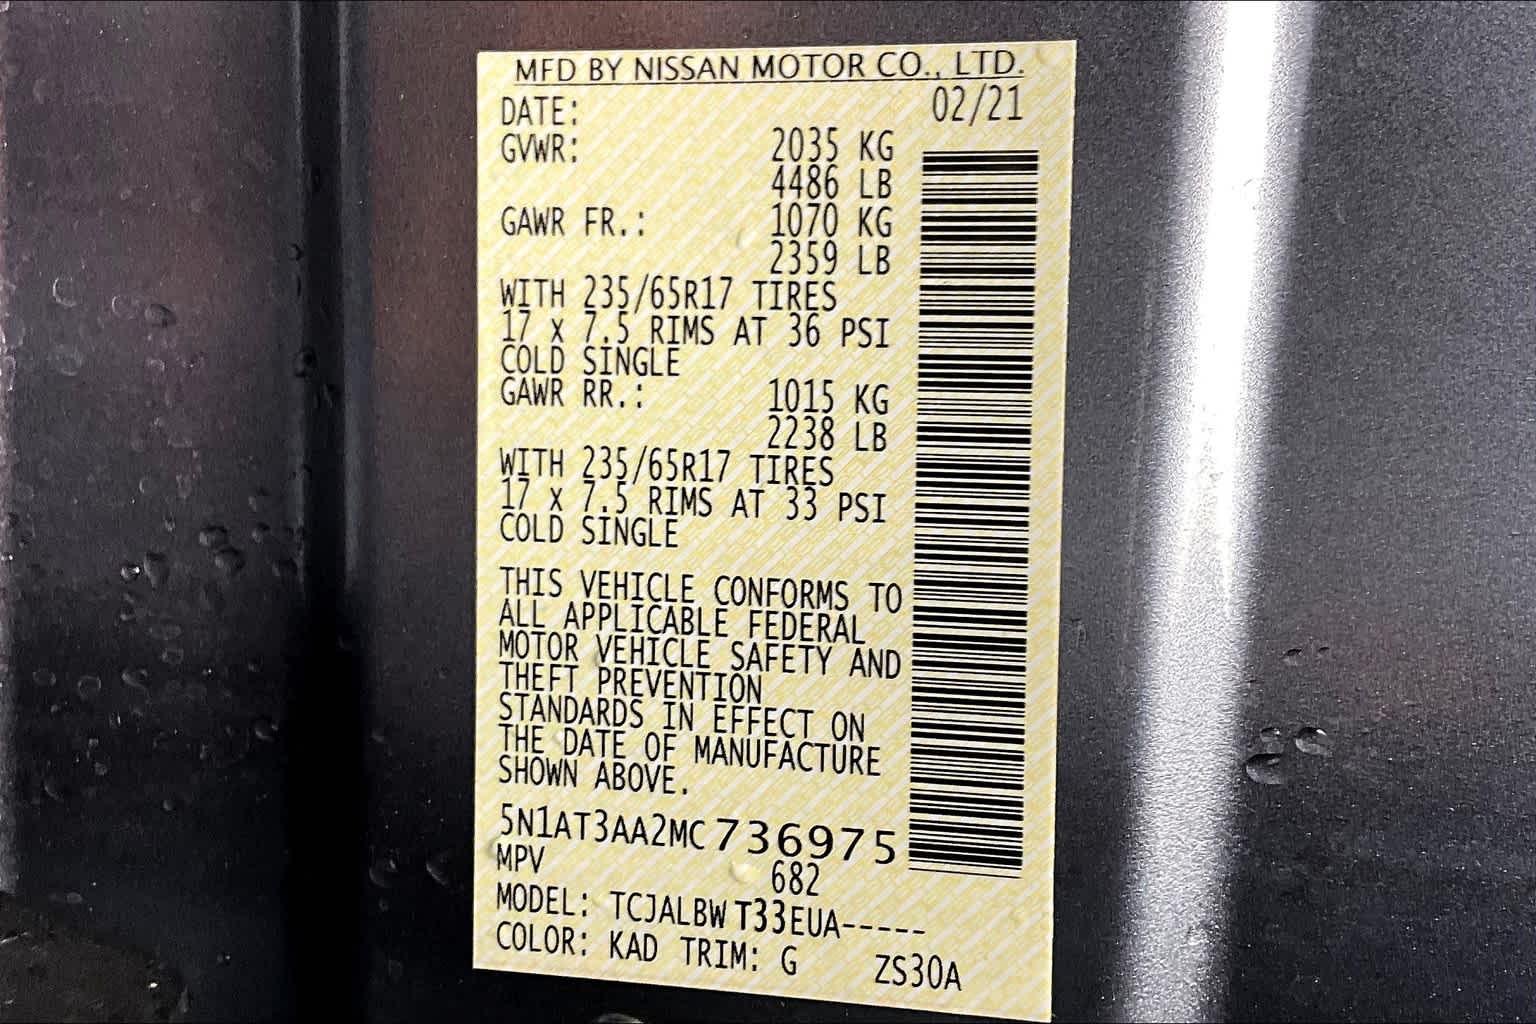 MFD BY NISSAN MOTOR CO., LTD.
DATE: 02/21
GVWR: 2035 KG
4486 LB
GAWR FR.: 1070 KG
2359 LB
WITH 235/65R17 TIRES
17 x 7.5 RIMS AT 36 PSI
COLD SINGLE
GAWR RR.: 1015 KG
2238 LB
WITH 235/65R17 TIRES
17 x 7.5 RIMS AT 33 PSI
COLD SINGLE
THIS VEHICLE CONFORMS TO
ALL APPLICABLE FEDERAL
MOTOR VEHICLE SAFETY AND
THEFT PREVENTION
STANDARDS IN EFFECT ON
THE DATE OF MANUFACTURE
SHOWN ABOVE.
5N1AT3AA2MC736975
MPV 682
MODEL: TCJALBW T33EUA-----
COLOR: KAD TRIM: G ZS30A